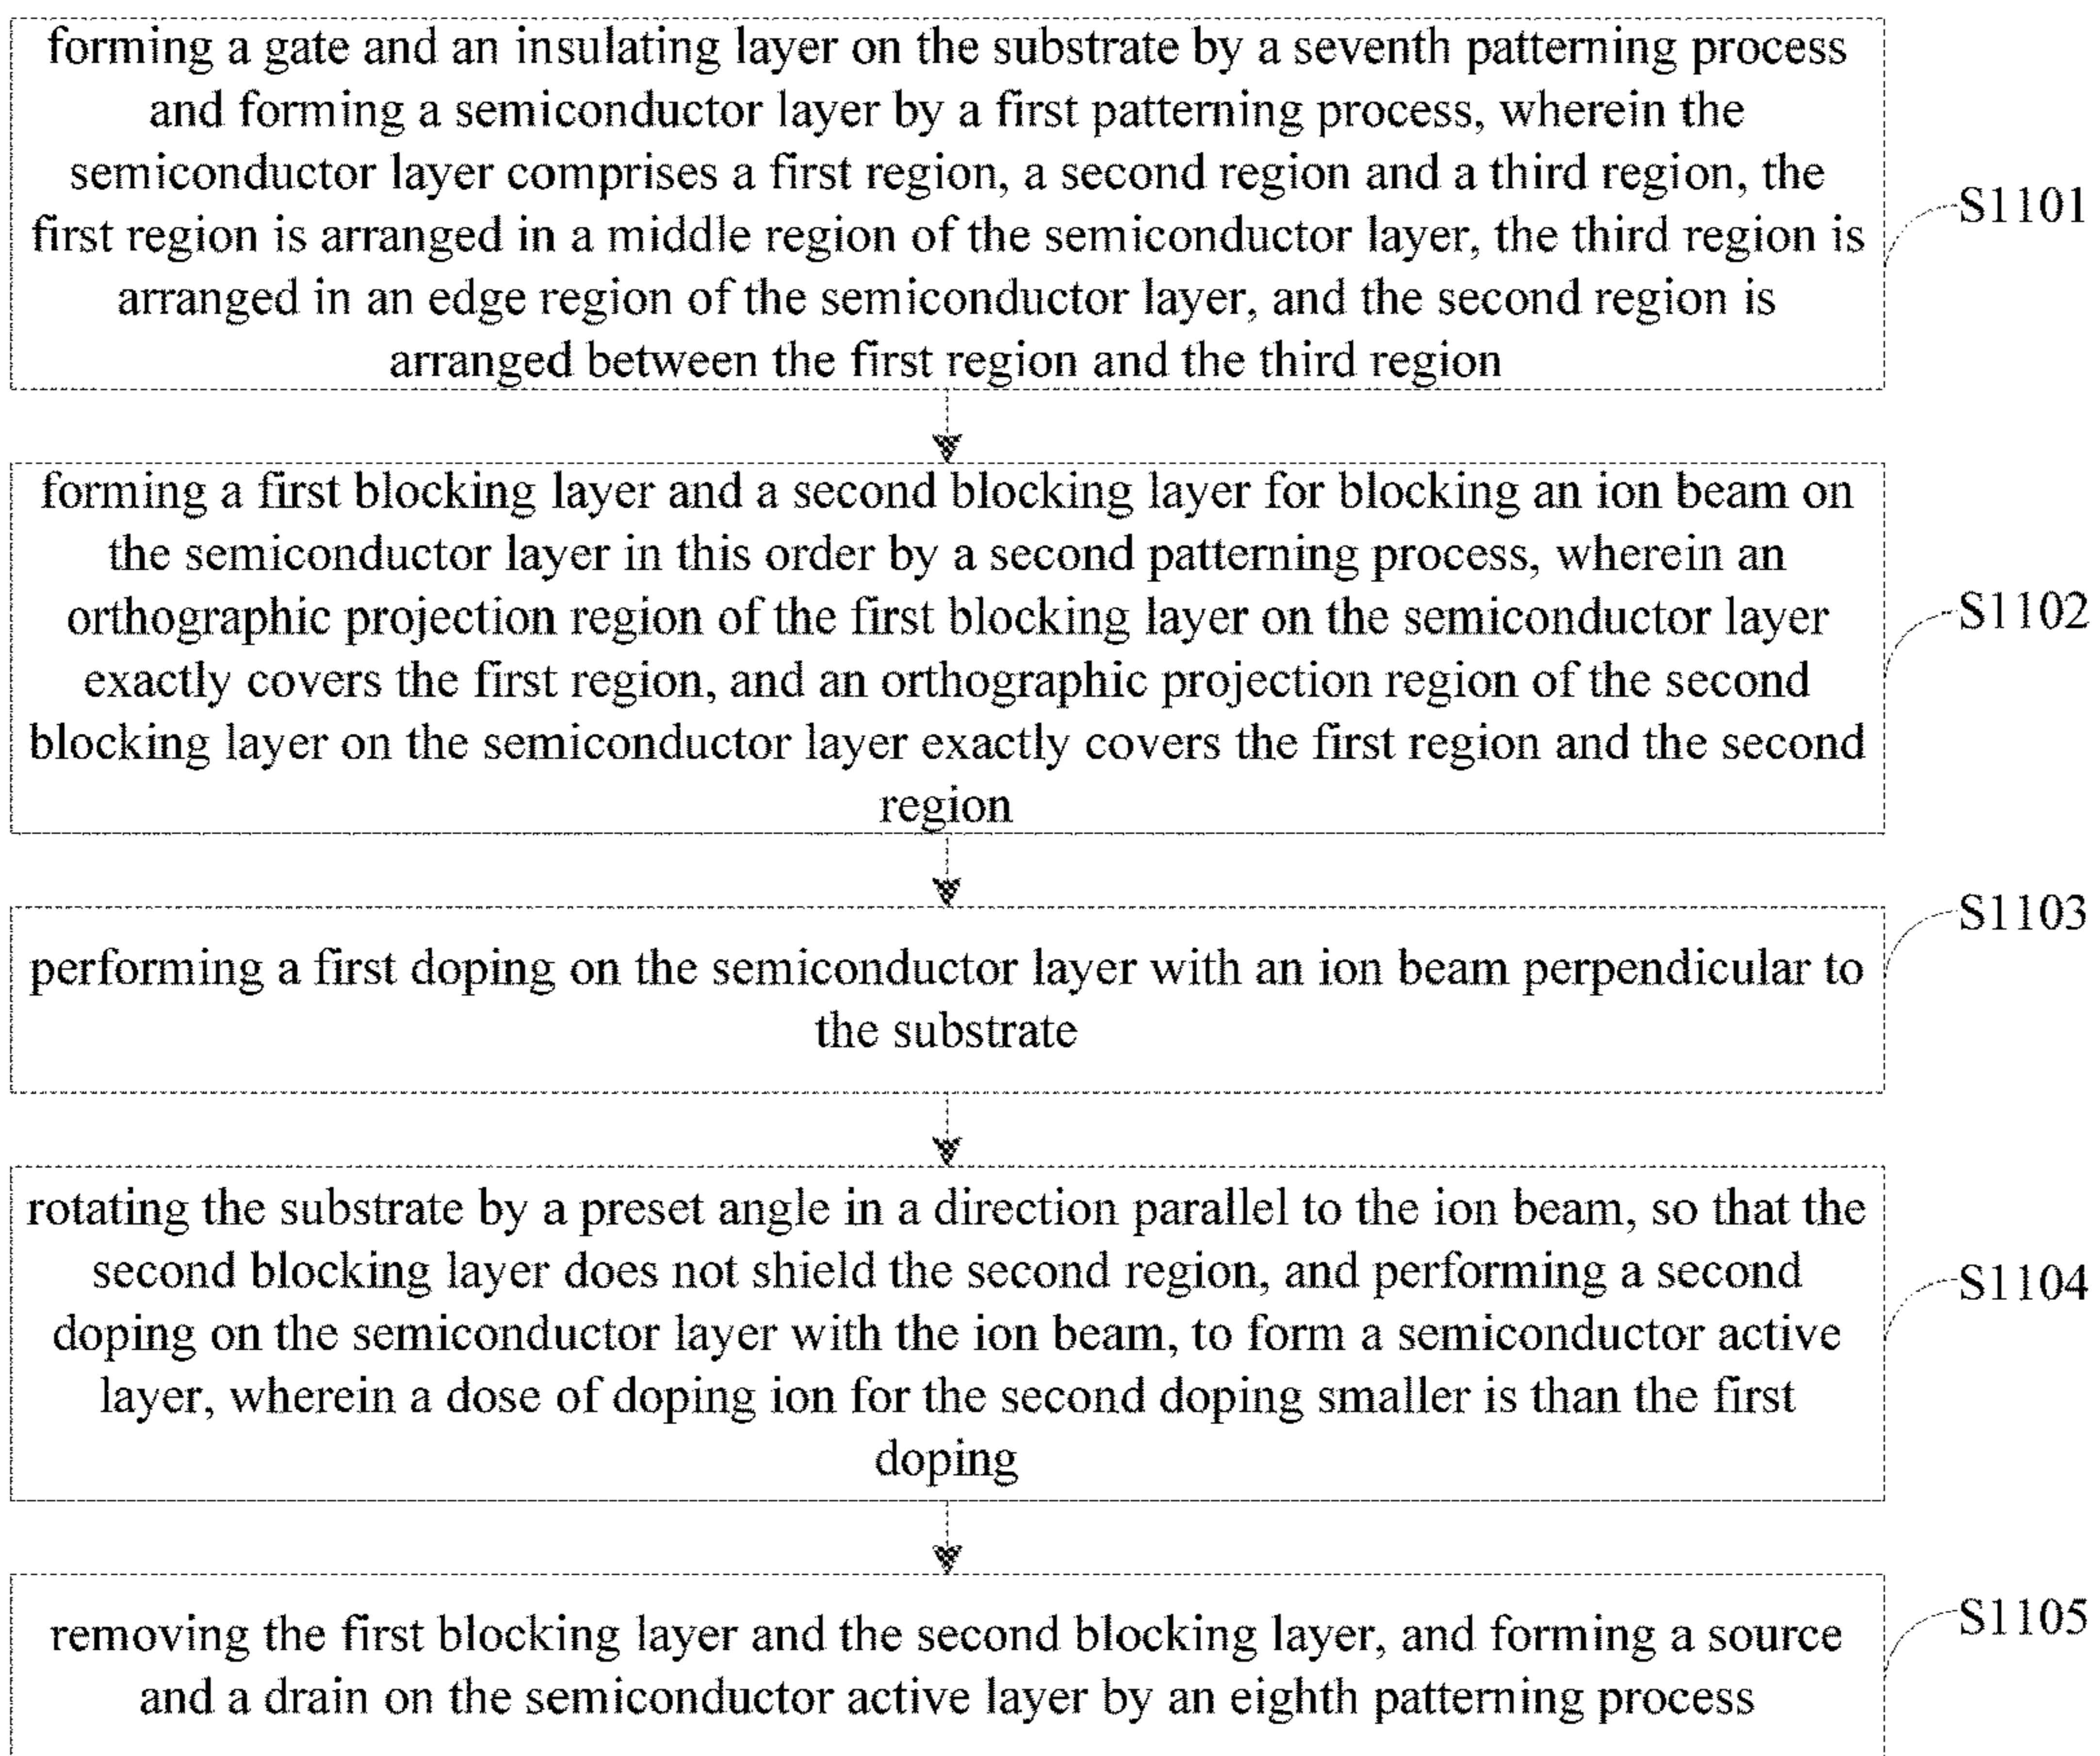 forming a gate and an insulating layer on the substrate by a seventh patterning process
and forming a semiconductor layer by a first patterning process, wherein the
semiconductor layer comprises a first region, a second region and a third region, the
first region is arranged in a middle region of the semiconductor layer, the third region is
arranged in an edge region of the semiconductor layer, and the second region is
arranged between the first region and the third region
S1101
forming a first blocking layer and a second blocking layer for blocking an ion beam on
the semiconductor layer in this order by a second patterning process, wherein an
orthographic projection region of the first blocking layer on the semiconductor layer
exactly covers the first region, and an orthographic projection region of the second
blocking layer on the semiconductor layer exactly covers the first region and the second
region
S1102
performing a first doping on the semiconductor layer with an ion beam perpendicular to
the substrate
S1103
rotating the substrate by a preset angle in a direction parallel to the ion beam, so that the
second blocking layer does not shield the second region, and performing a second
doping on the semiconductor layer with the ion beam, to form a semiconductor active
layer, wherein a dose of doping ion for the second doping smaller is than the first
doping
S1104
removing the first blocking layer and the second blocking layer, and forming a source
and a drain on the semiconductor active layer by an eighth patterning process
S1105